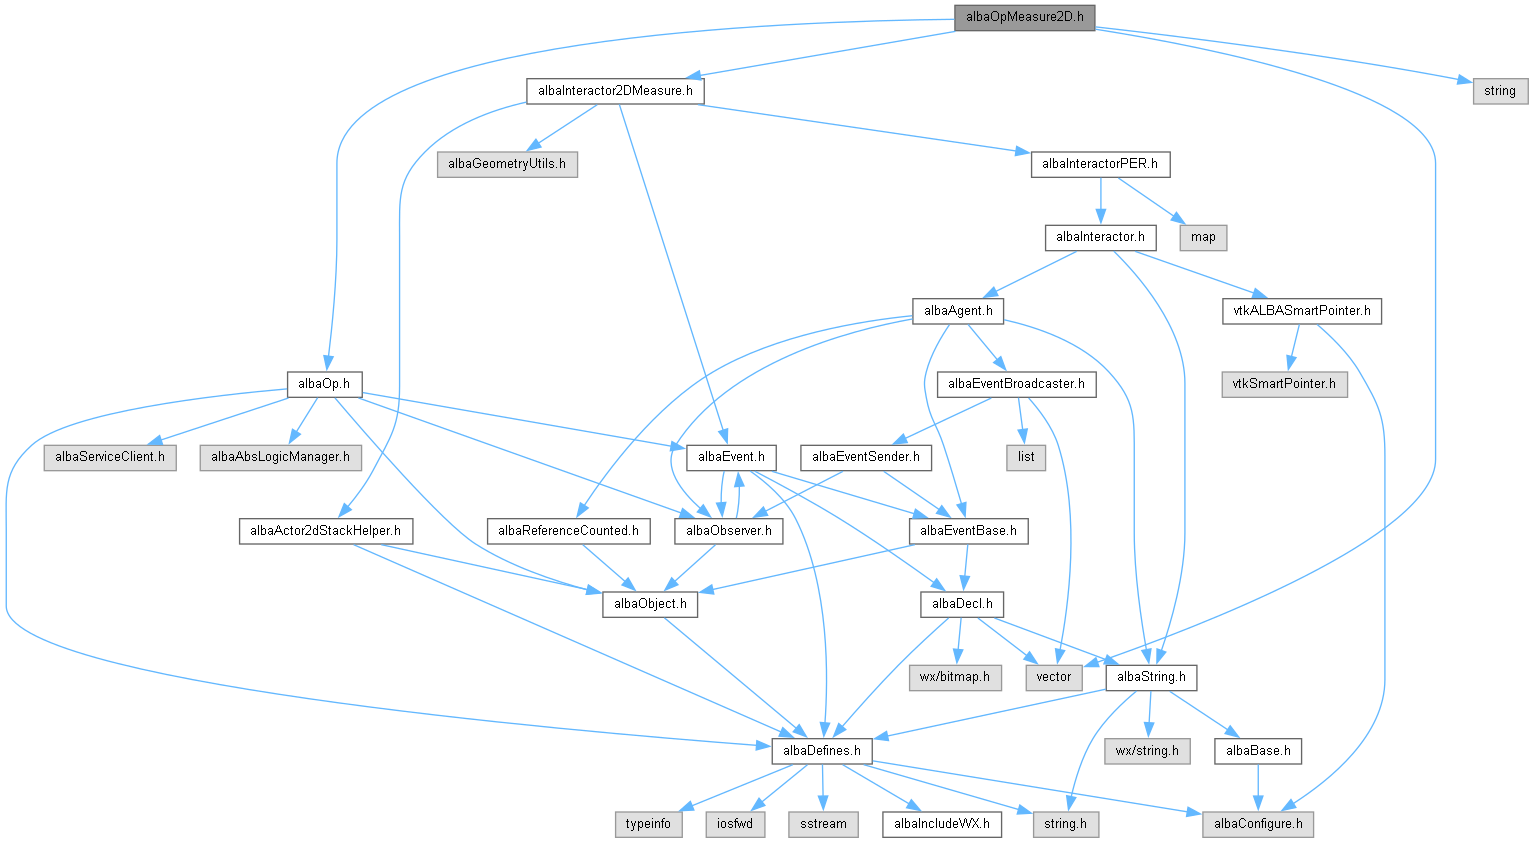 albaOpMeasure2D.h
albaInteractor2DMeasure.h
string
albaGeometryUtils.h
albaInteractorPER.h
albaInteractor.h
map
albaAgent.h
vtkALBASmartPointer.h
albaOp.h
albaEventBroadcaster.h
vtkSmartPointer.h
albaServiceClient.h
albaAbsLogicManager.h
albaEvent.h
albaEventSender.h
list
albaActor2dStackHelper.h
albaReferenceCounted.h
albaObserver.h
albaEventBase.h
albaObject.h
albaDecl.h
wx/bitmap.h
vector
albaString.h
albaDefines.h
wx/string.h
albaBase.h
typeinfo
iosfwd
sstream
albaIncludeWX.h
string.h
albaConfigure.h